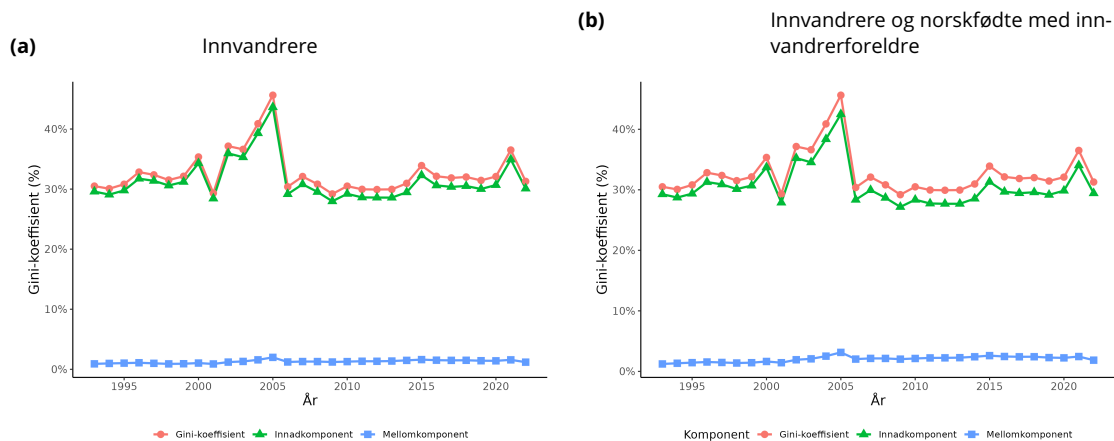 (a)
Innvandrere
Gini-koeffisient (%)
40%
30%
20%
10%
0%
1995 2000 2005 2010 2015 2020
År
Gini-koeffisient Innadkomponent Mellomkomponent
(b)
Innvandrere og norskfødte med inn-
vandrerforeldre
Gini-koeffisient (%)
40%
30%
20%
10%
0%
1995 2000 2005 2010 2015 2020
År
Komponent Gini-koeffisient Innadkomponent Mellomkomponent